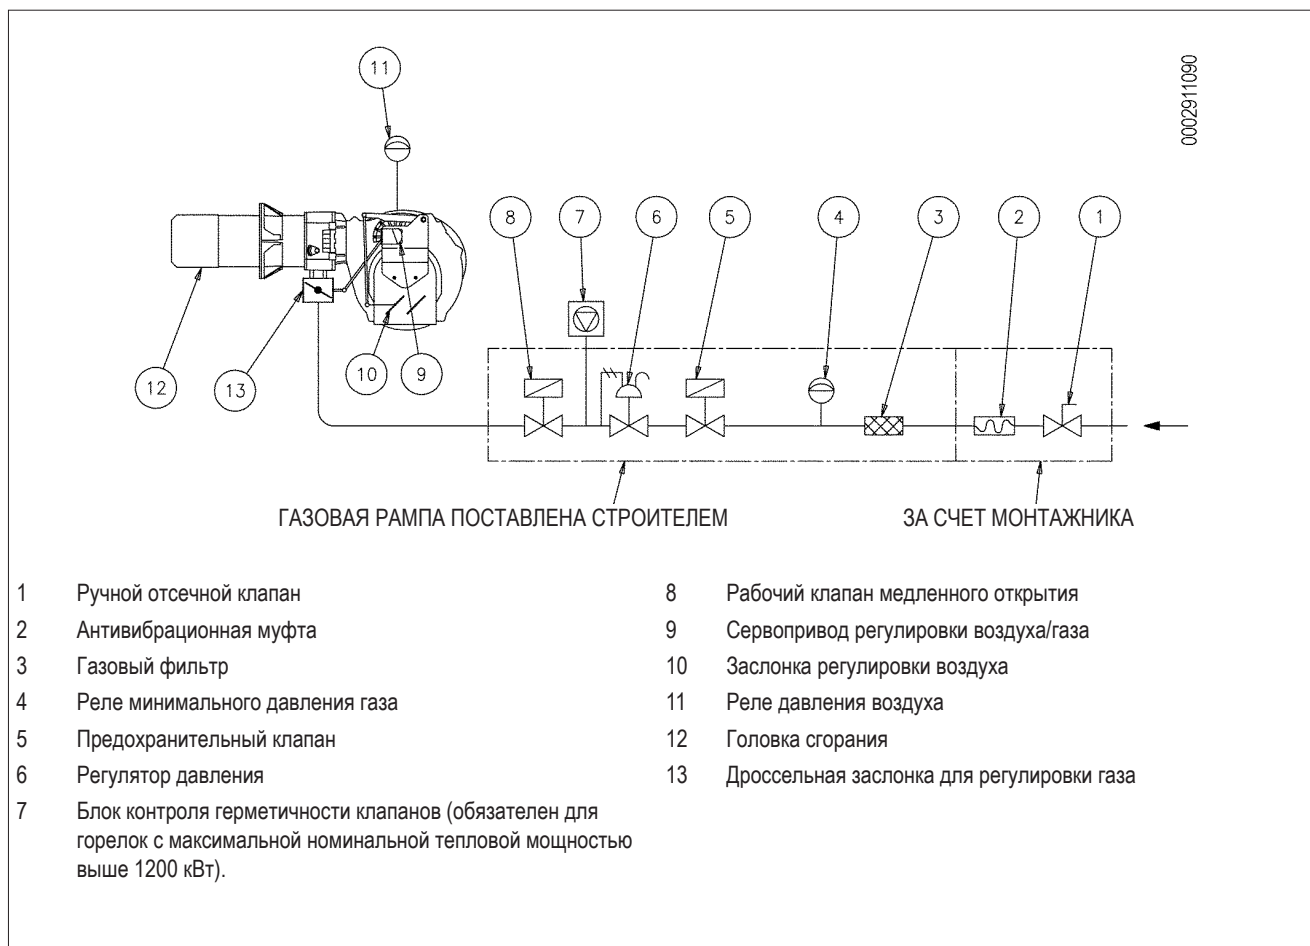 11
0002911090
8
7
6
5
4
3
2
1
12
13
10
9
ГАЗОВАЯ РАМПА ПОСТАВЛЕНА СТРОИТЕЛЕМ
ЗА СЧЕТ МОНТАЖНИКА
1 Ручной отсечной клапан
2 Антивибрационная муфта
3 Газовый фильтр
4 Реле минимального давления газа
5 Предохранительный клапан
6 Регулятор давления
7 Блок контроля герметичности клапанов (обязателен для
горелок с максимальной номинальной тепловой мощностью
выше 1200 кВт).
8 Рабочий клапан медленного открытия
9 Сервопривод регулировки воздуха/газа
10 Заслонка регулировки воздуха
11 Реле давления воздуха
12 Головка сгорания
13 Дроссельная заслонка для регулировки газа